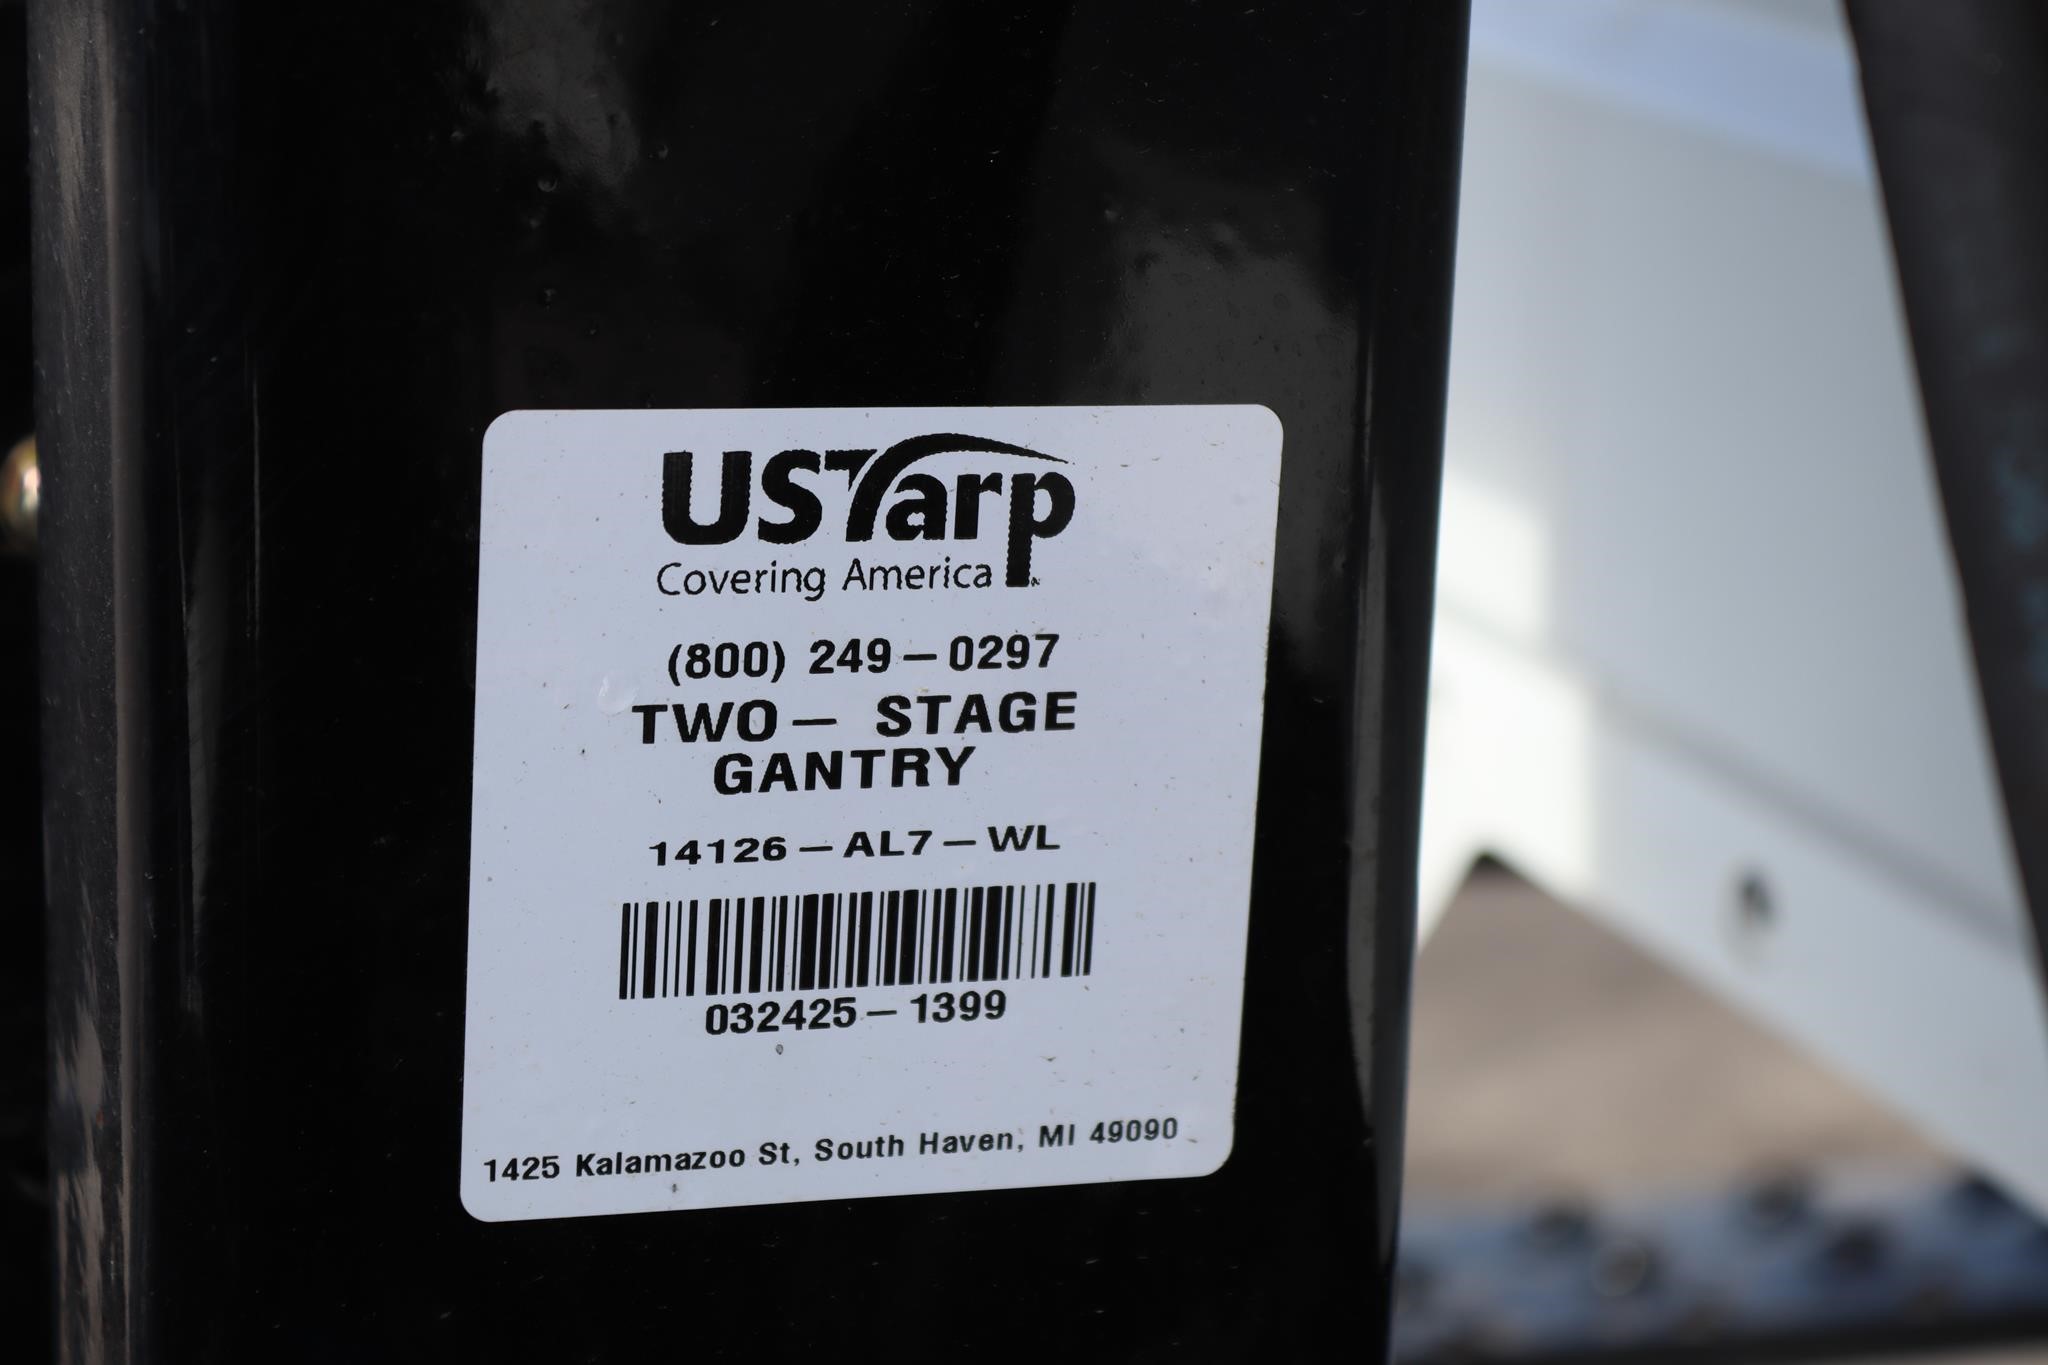 USTarp
Covering America
(800) 249-0297
TWO- STAGE
GANTRY
14126-AL7-WL
032425-1399
1425 Kalamazoo St, South Haven, MI 49090